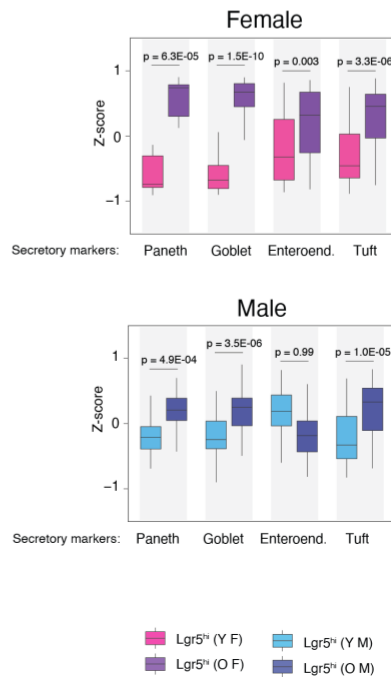 Female
p = 6.3E-05 p = 1.5E-10 p = 0.003 p = 3.3E-06
1
0
−1
Z-score
Secretory markers: Paneth Goblet Enteroend. Tuft
Male
p = 4.9E-04 p = 3.5E-06 p = 0.99 p = 1.0E-05
1
0
−1
Z-score
Secretory markers: Paneth Goblet Enteroend. Tuft
Lgr5ʰⁱ (Y F) Lgr5ʰⁱ (Y M)
Lgr5ʰⁱ (O F) Lgr5ʰⁱ (O M)